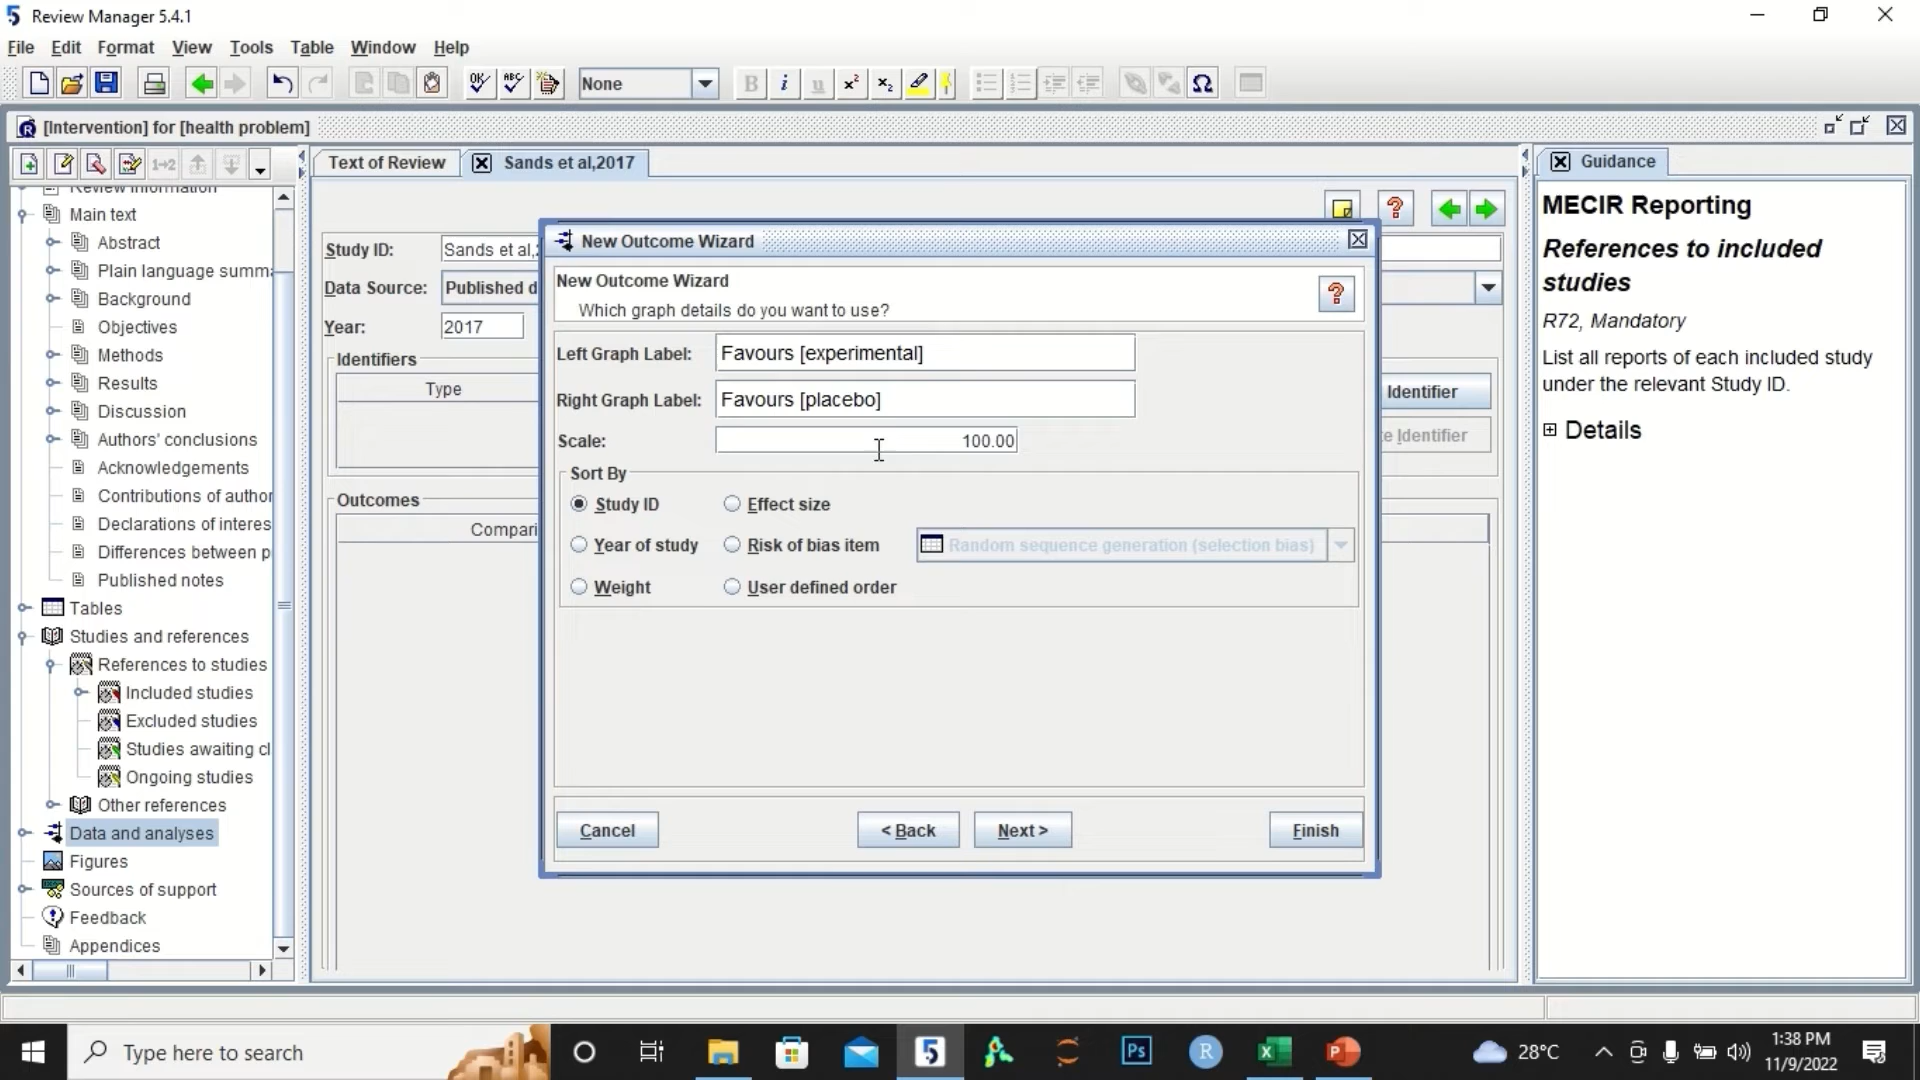 Review Manager 5.4.1
File Edit Format View Tools Table Window Help
None
B i u x² x₂ Ω
[Intervention] for [health problem]
Text of Review
Sands et al,2017
Guidance
Review information
Main text
Abstract
Plain language summa
Background
Objectives
Methods
Results
Discussion
Authors' conclusions
Acknowledgements
Contributions of author
Declarations of interes
Differences between p
Published notes
Tables
Studies and references
References to studies
Included studies
Excluded studies
Studies awaiting cl
Ongoing studies
Other references
Data and analyses
Figures
Sources of support
Feedback
Appendices
Study ID: Sands et al,
Data Source: Published d
Year: 2017
Identifiers
Type
Identifier
te Identifier
Outcomes
Compari
New Outcome Wizard
New Outcome Wizard
Which graph details do you want to use?
Left Graph Label: Favours [experimental]
Right Graph Label: Favours [placebo]
Scale: 100.00
Sort By
Study ID Effect size
Year of study Risk of bias item Random sequence generation (selection bias)
Weight User defined order
Cancel < Back Next > Finish
MECIR Reporting
References to included
studies
R72, Mandatory
List all reports of each included study
under the relevant Study ID.
Details
Type here to search
5
Ps
R
28°C
1:38 PM
11/9/2022